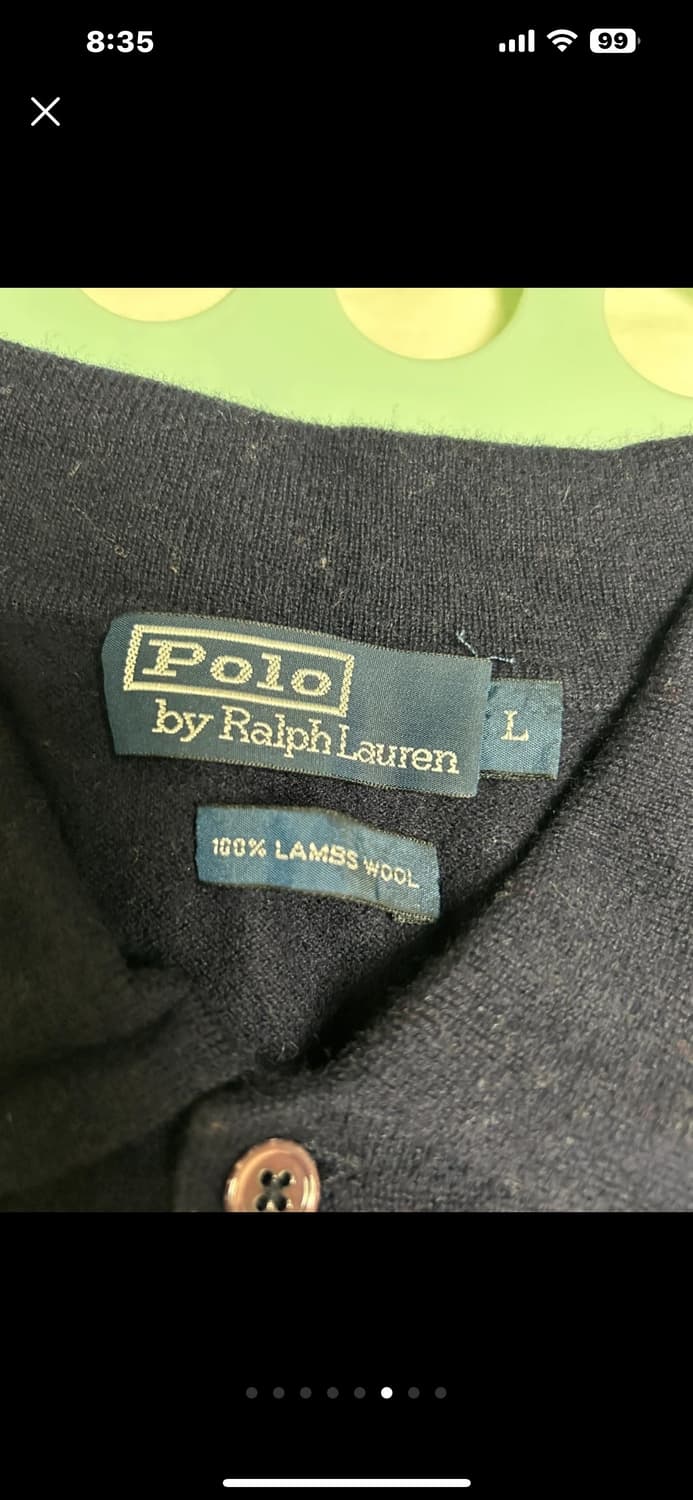 8:35
99
Polo
by Ralph Lauren
L
100% LAMBS WOOL